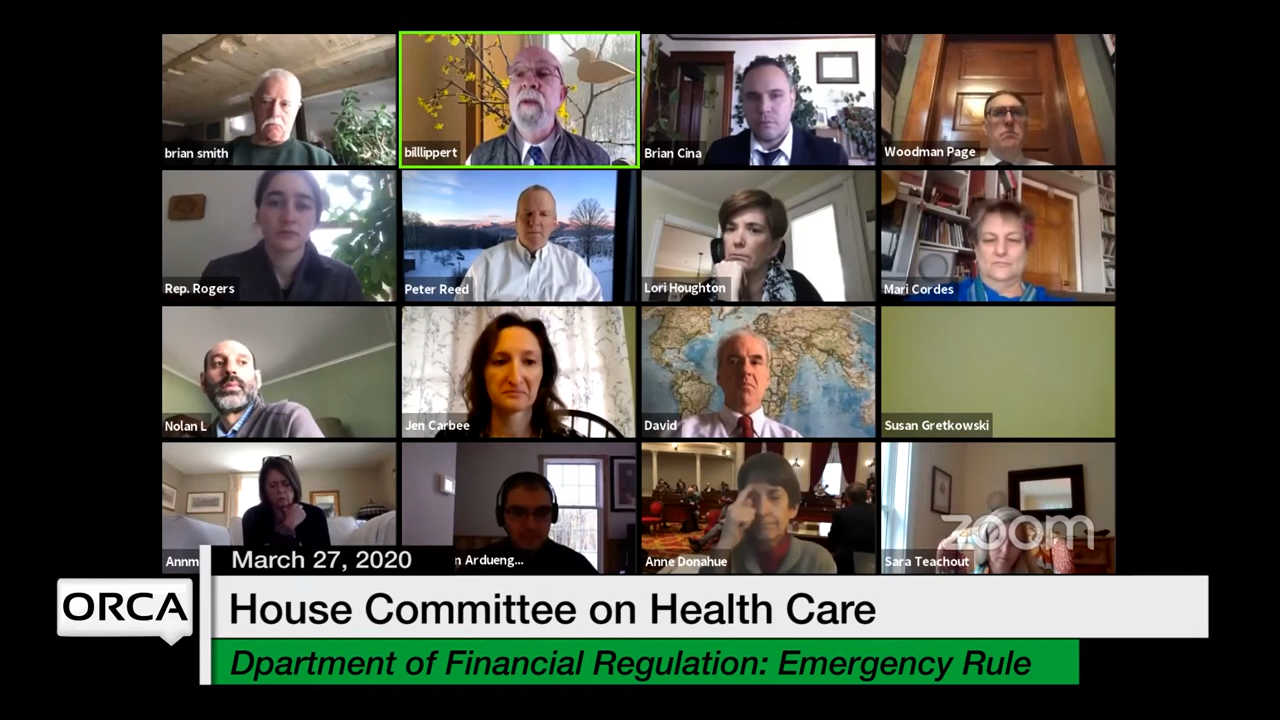 brian smith
billlippert
Brian Cina
Woodman Page
Rep. Rogers
Peter Reed
Lori Houghton
Mari Cordes
Nolan L
Jen Carbee
David
Susan Gretkowski
Annm
n Ardueng...
Anne Donahue
Sara Teachout
zoom
March 27, 2020
ORCA
House Committee on Health Care
Dpartment of Financial Regulation: Emergency Rule